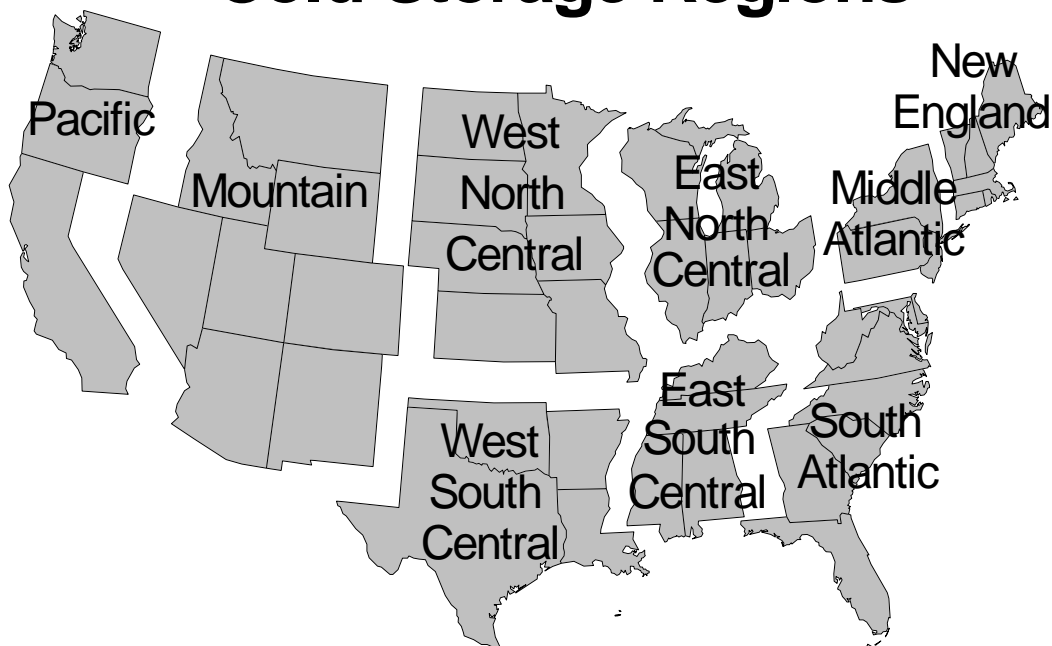 Cold Storage Regions
New
England
Pacific
West
North
Central
East
North
Central
Middle
Atlantic
Mountain
East
South
Central
South
Atlantic
West
South
Central